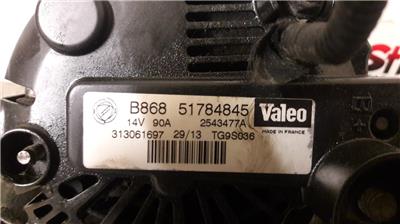 B868 51784845
14V 90A 2543477A
313061697 29/13 TG9S036
Valeo
MADE IN FRANCE
B+